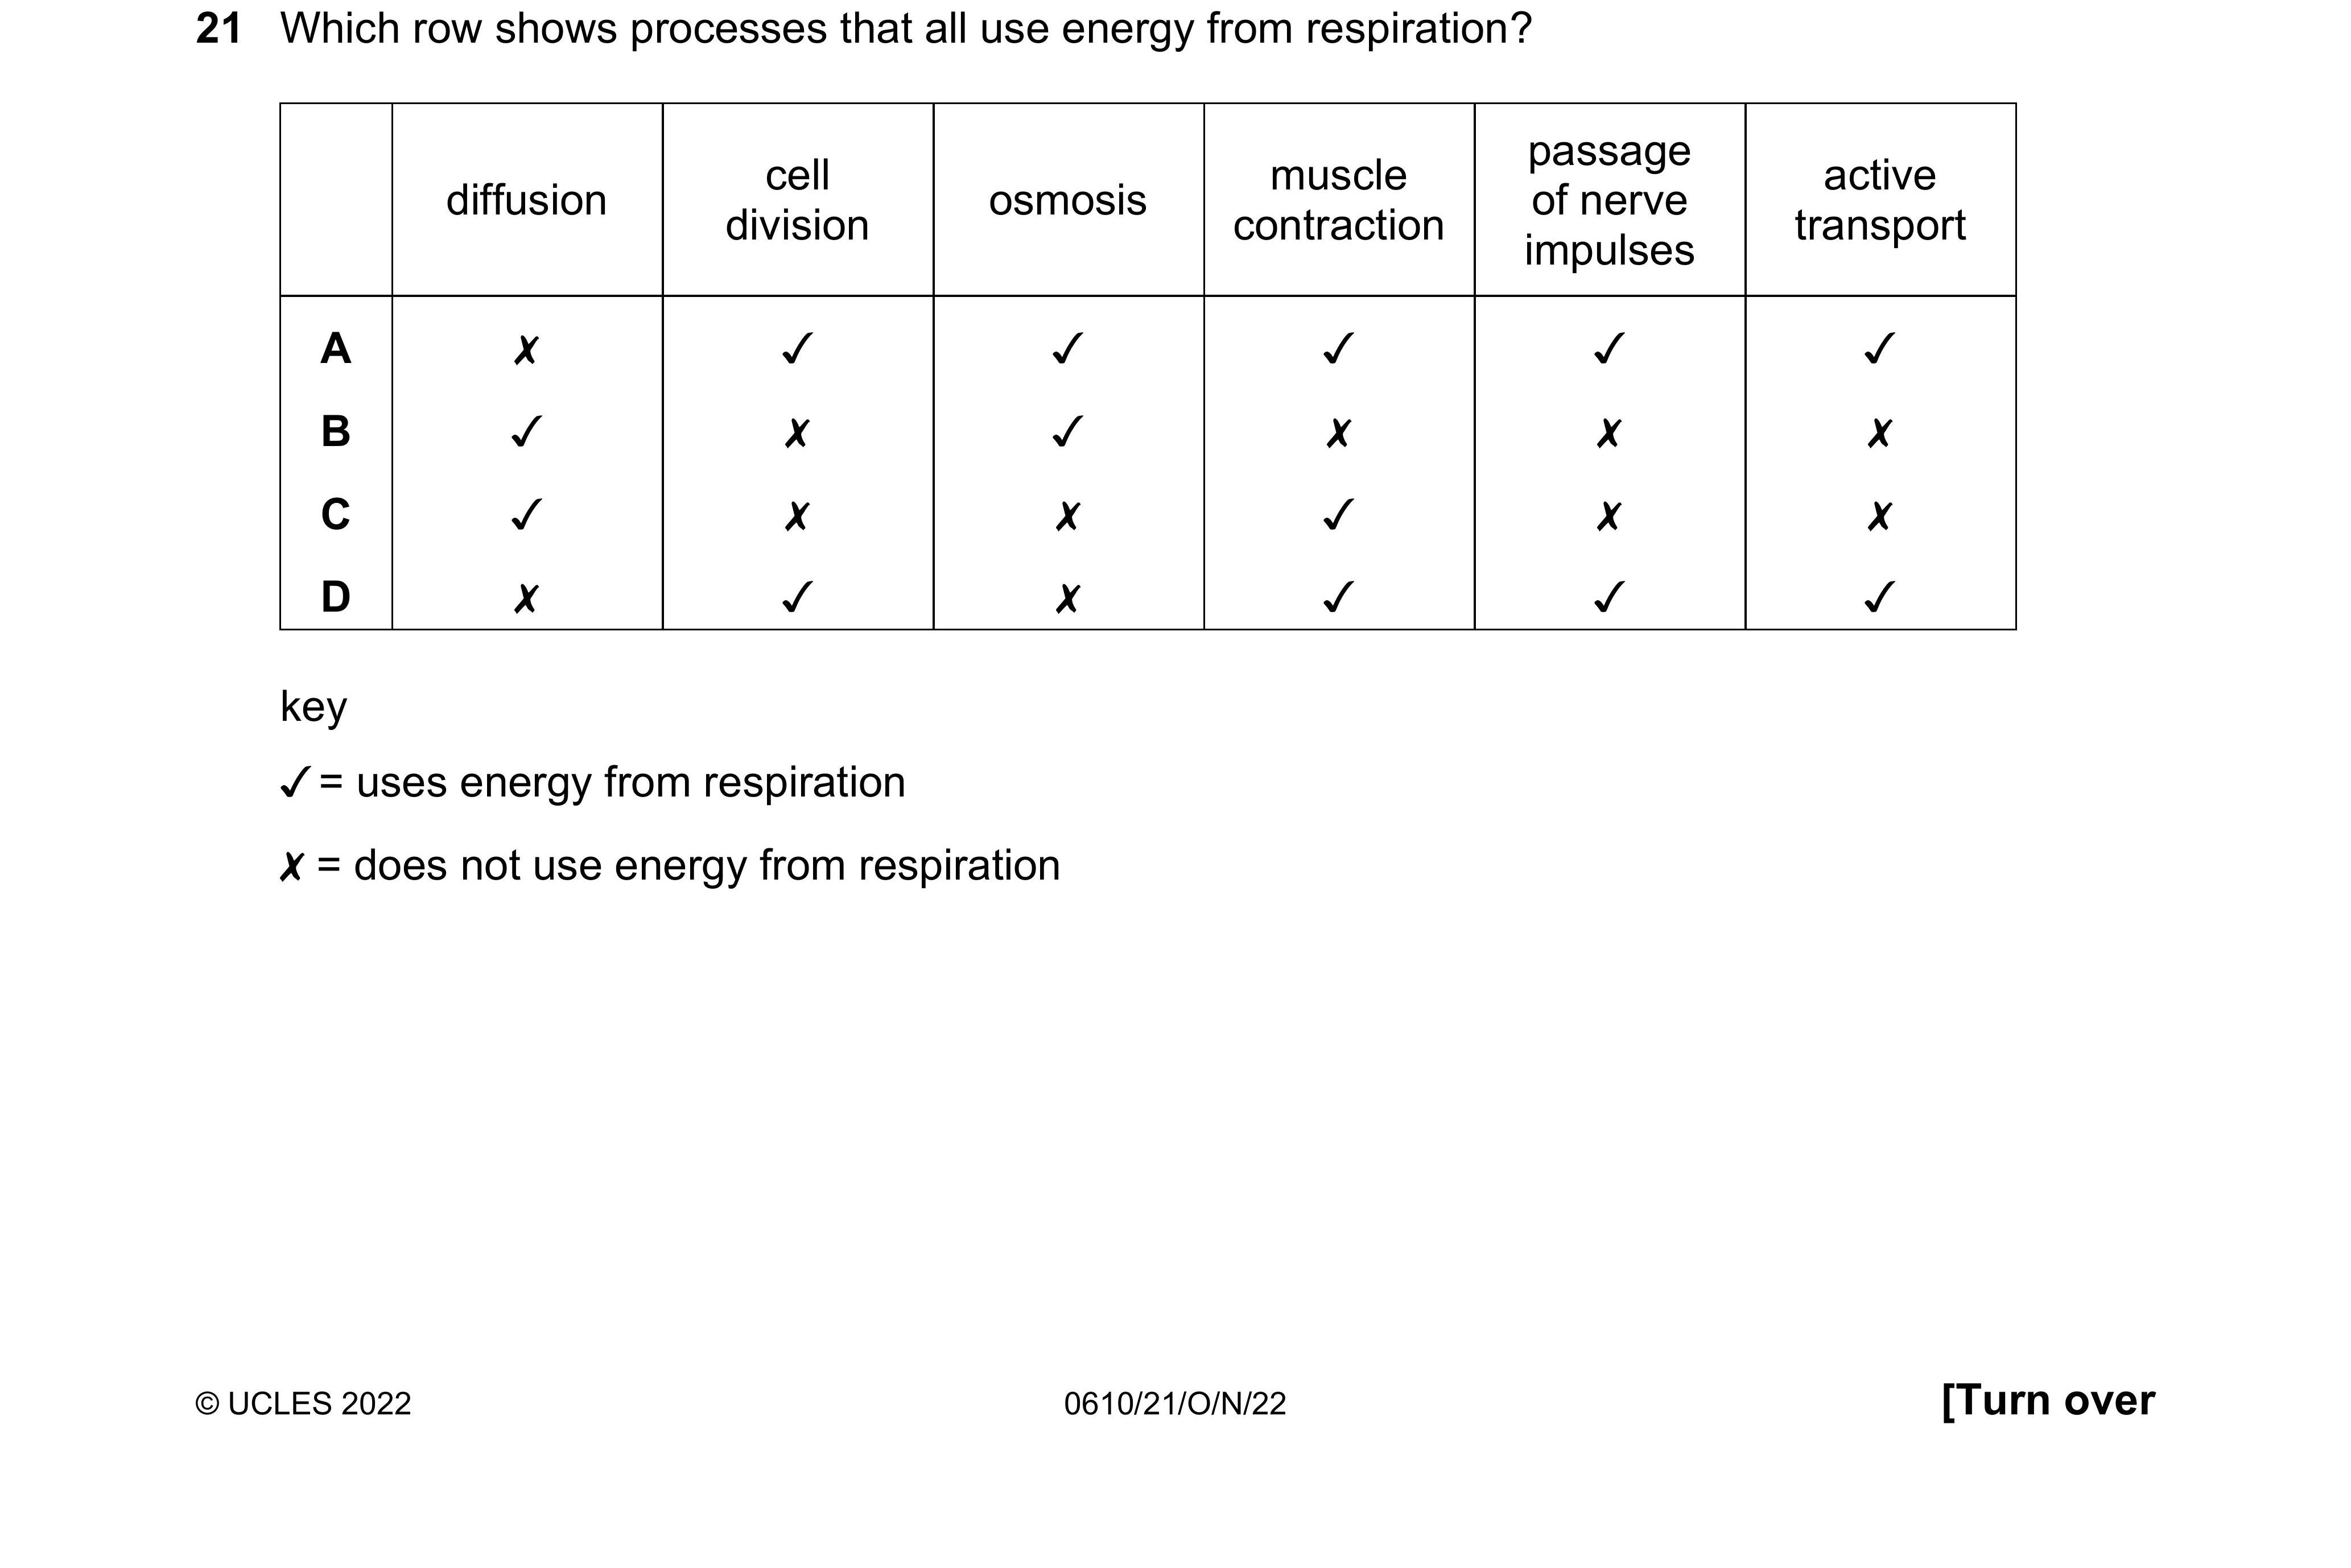 21 Which row shows processes that all use energy from respiration?
diffusion cell division osmosis muscle contraction passage of nerve impulses active transport
A ✗ ✓ ✓ ✓ ✓ ✓
B ✓ ✗ ✓ ✗ ✗ ✗
C ✓ ✗ ✗ ✓ ✗ ✗
D ✗ ✓ ✗ ✓ ✓ ✓
key
✓ = uses energy from respiration
✗ = does not use energy from respiration
© UCLES 2022 0610/21/O/N/22 [Turn over